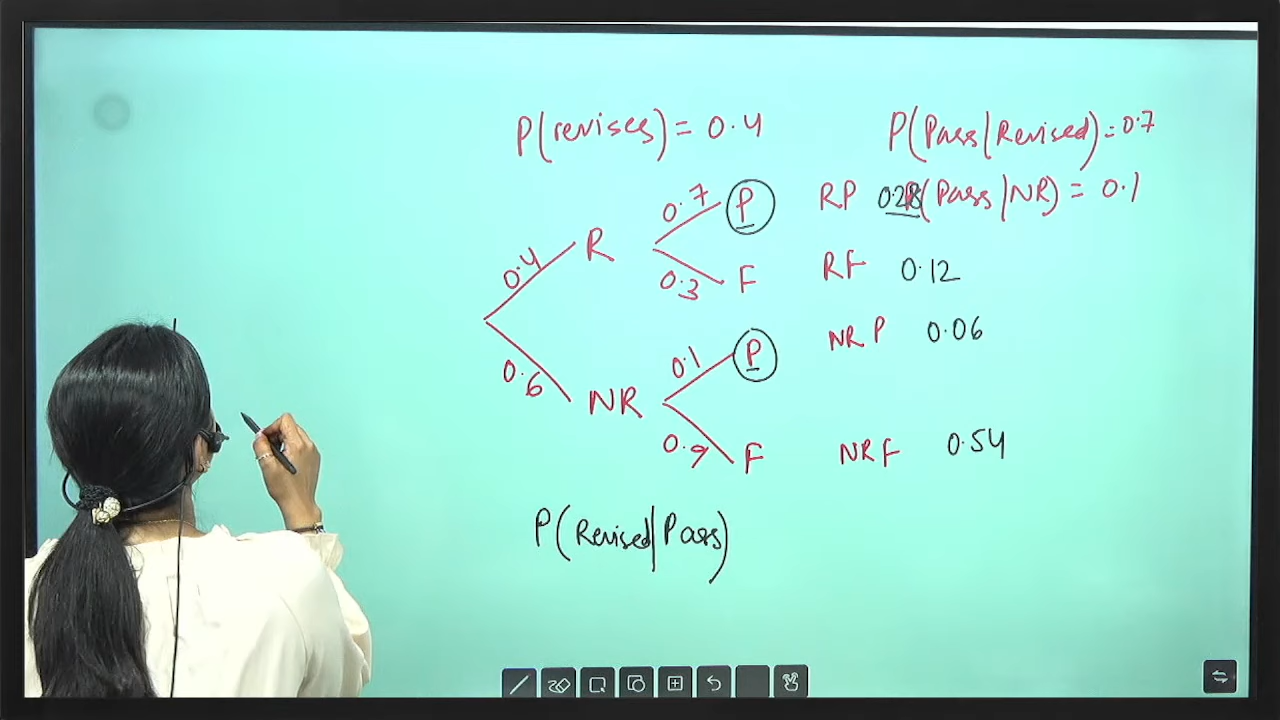 P(revises) = 0.4
P(Pass|Revised) = 0.7
P(Pass|NR) = 0.1
0.7 P RP 0.28
0.4 R
0.3 F RF 0.12
0.1 P NR P 0.06
0.6 NR
0.9 F NRF 0.54
P(Revised|Pass)